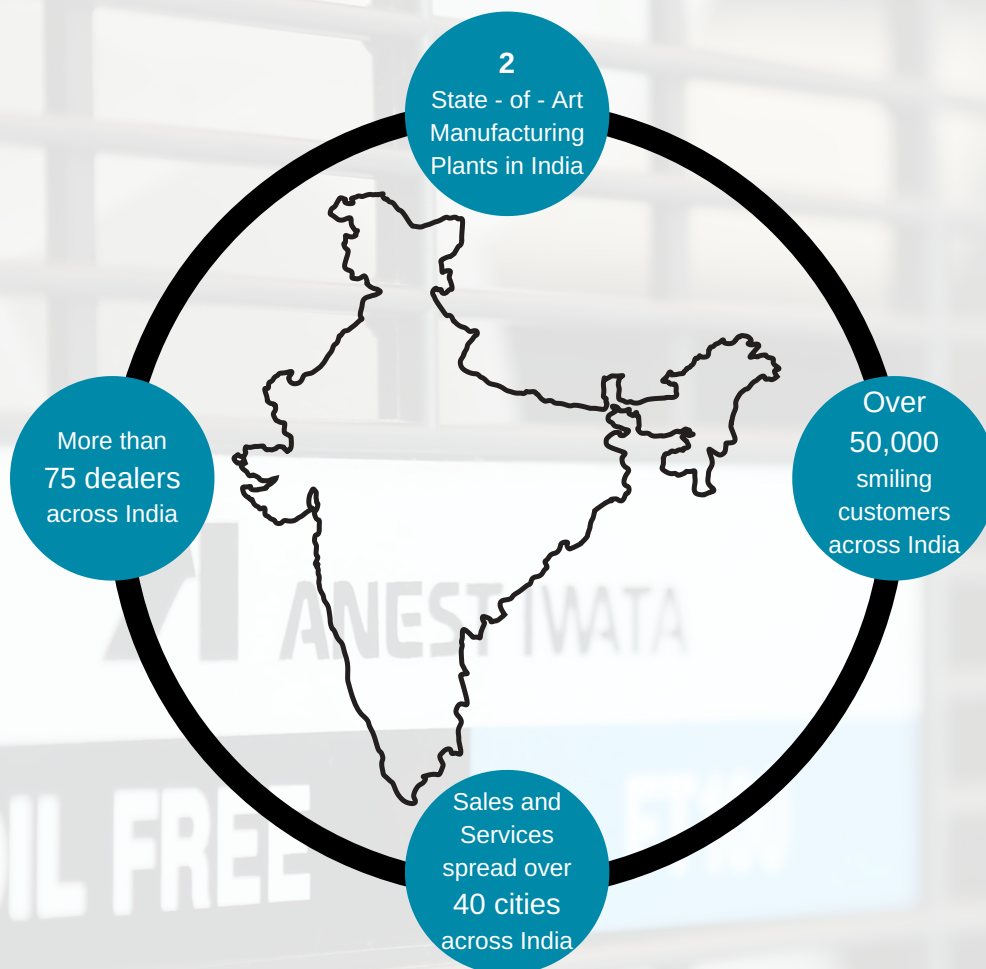 2
State - of - Art
Manufacturing
Plants in India
More than
75 dealers
across India
Over
50,000
smiling
customers
across India
ANEST IWATA
OIL FREE
Sales and
Services
spread over
40 cities
across India